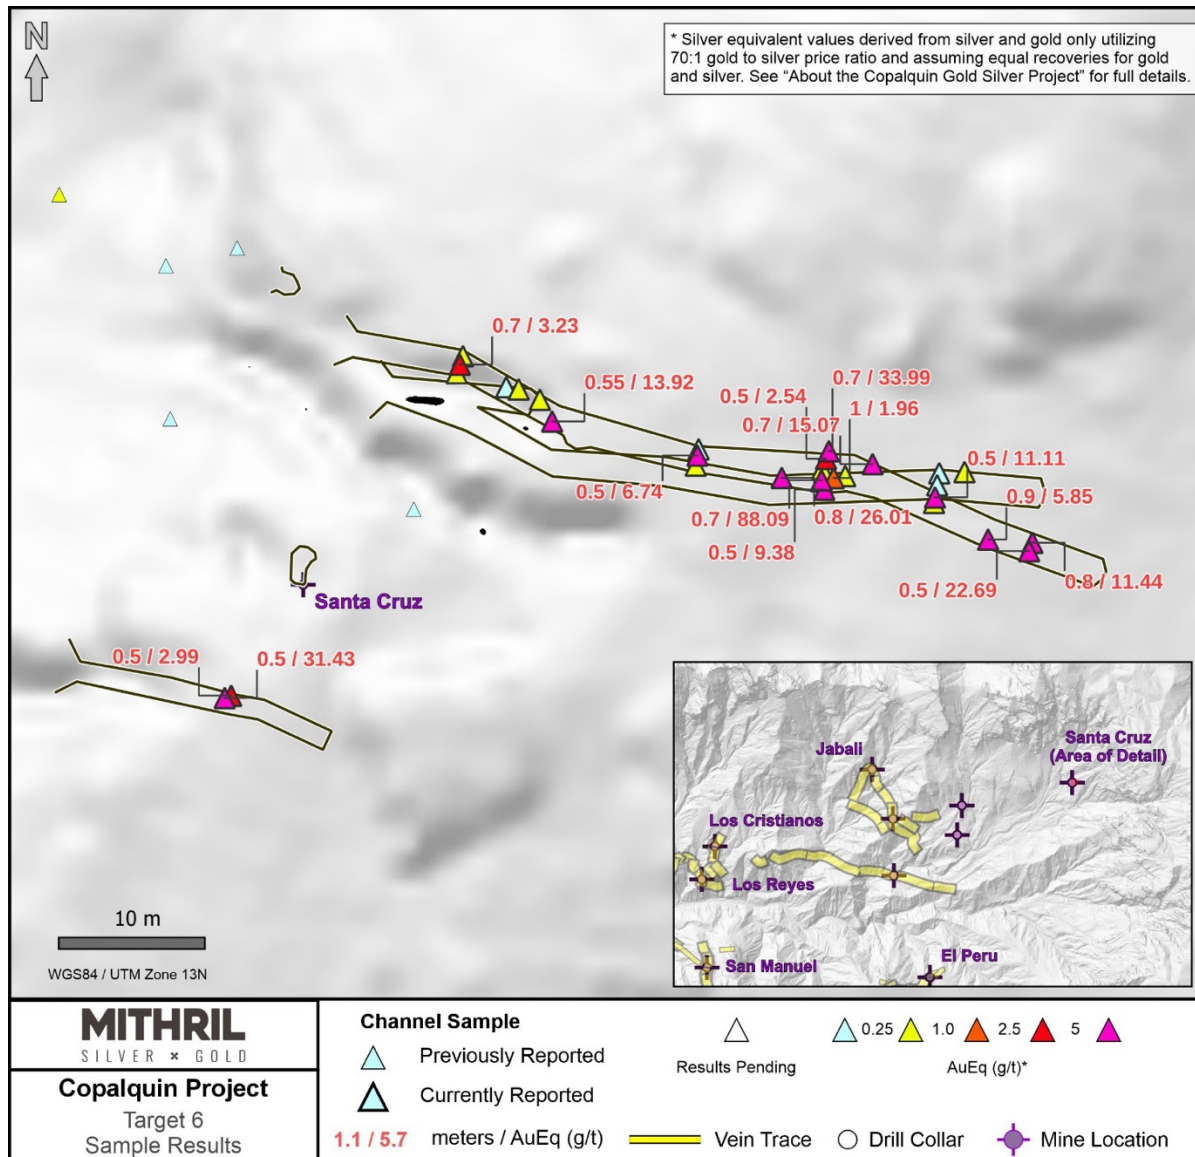 N
* Silver equivalent values derived from silver and gold only utilizing
70:1 gold to silver price ratio and assuming equal recoveries for gold
and silver. See “About the Copalquin Gold Silver Project” for full details.
0.7 / 3.23
0.55 / 13.92
0.7 / 33.99
0.5 / 2.54
1 / 1.96
0.7 / 15.07
0.5 / 11.11
0.5 / 6.74
0.9 / 5.85
0.7 / 88.09
0.8 / 26.01
0.5 / 9.38
0.5 / 22.69
0.8 / 11.44
Santa Cruz
0.5 / 2.99
0.5 / 31.43
Jabali
Santa Cruz
(Area of Detail)
Los Cristianos
Los Reyes
San Manuel
El Peru
10 m
WGS84 / UTM Zone 13N
MITHRIL
SILVER × GOLD
Copalquin Project
Target 6
Sample Results
Channel Sample
Previously Reported
Currently Reported
1.1 / 5.7 meters / AuEq (g/t)
Results Pending
0.25 1.0 2.5 5
AuEq (g/t)*
Vein Trace
Drill Collar
Mine Location